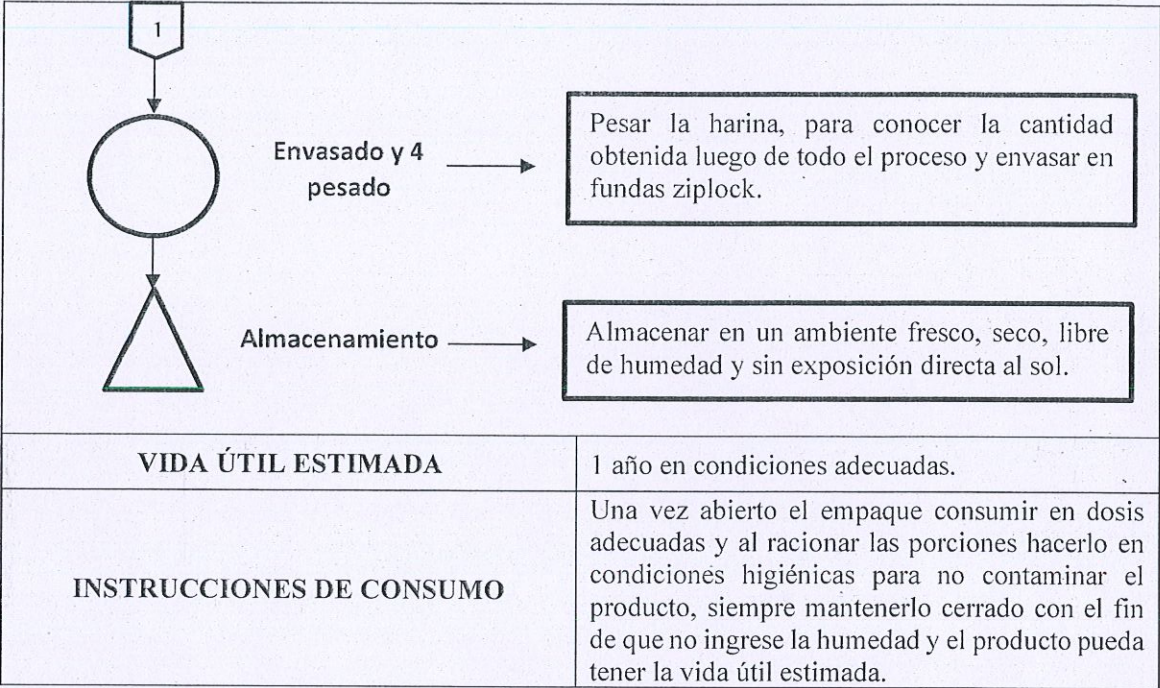 1
Envasado y 4
pesado
Pesar la harina, para conocer la cantidad
obtenida luego de todo el proceso y envasar en
fundas ziplock.
Almacenamiento
Almacenar en un ambiente fresco, seco, libre
de humedad y sin exposición directa al sol.
VIDA ÚTIL ESTIMADA
1 año en condiciones adecuadas.
INSTRUCCIONES DE CONSUMO
Una vez abierto el empaque consumir en dosis
adecuadas y al racionar las porciones hacerlo en
condiciones higiénicas para no contaminar el
producto, siempre mantenerlo cerrado con el fin
de que no ingrese la humedad y el producto pueda
tener la vida útil estimada.